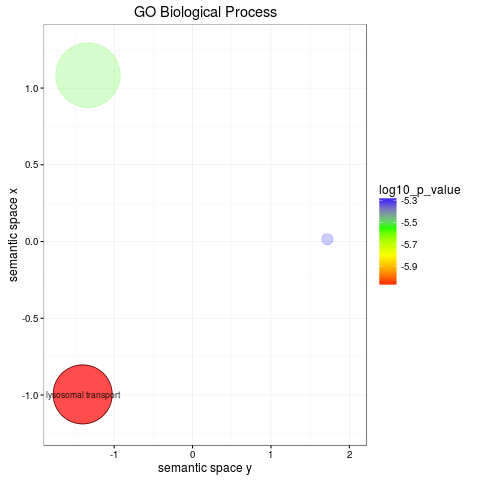 GO Biological Process
semantic space x
1.0
0.5
0.0
-0.5
-1.0
lysosomal transport
-1
0
1
2
semantic space y
log10_p_value
-5.3
-5.5
-5.7
-5.9